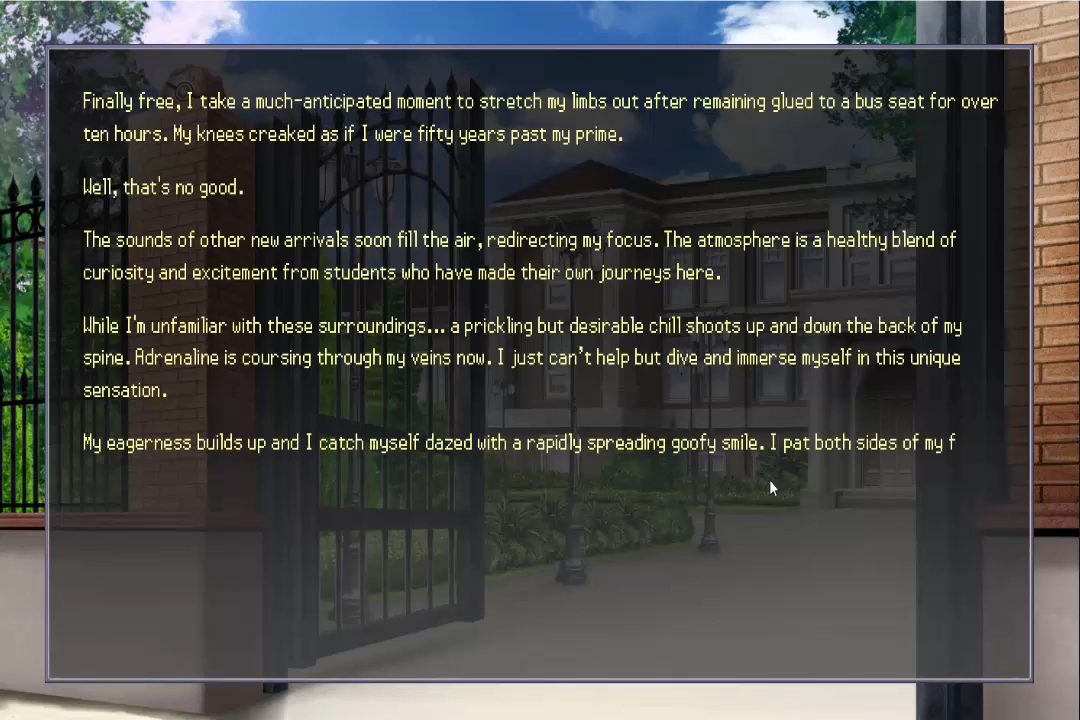 Finally free, I take a much-anticipated moment to stretch my limbs out after remaining glued to a bus seat for over
ten hours. My knees creaked as if I were fifty years past my prime.
Well, that's no good.
The sounds of other new arrivals soon fill the air, redirecting my focus. The atmosphere is a healthy blend of
curiosity and excitement from students who have made their own journeys here.
While I'm unfamiliar with these surroundings... a prickling but desirable chill shoots up and down the back of my
spine. Adrenaline is coursing through my veins now. I just can't help but dive and immerse myself in this unique
sensation.
My eagerness builds up and I catch myself dazed with a rapidly spreading goofy smile. I pat both sides of my f